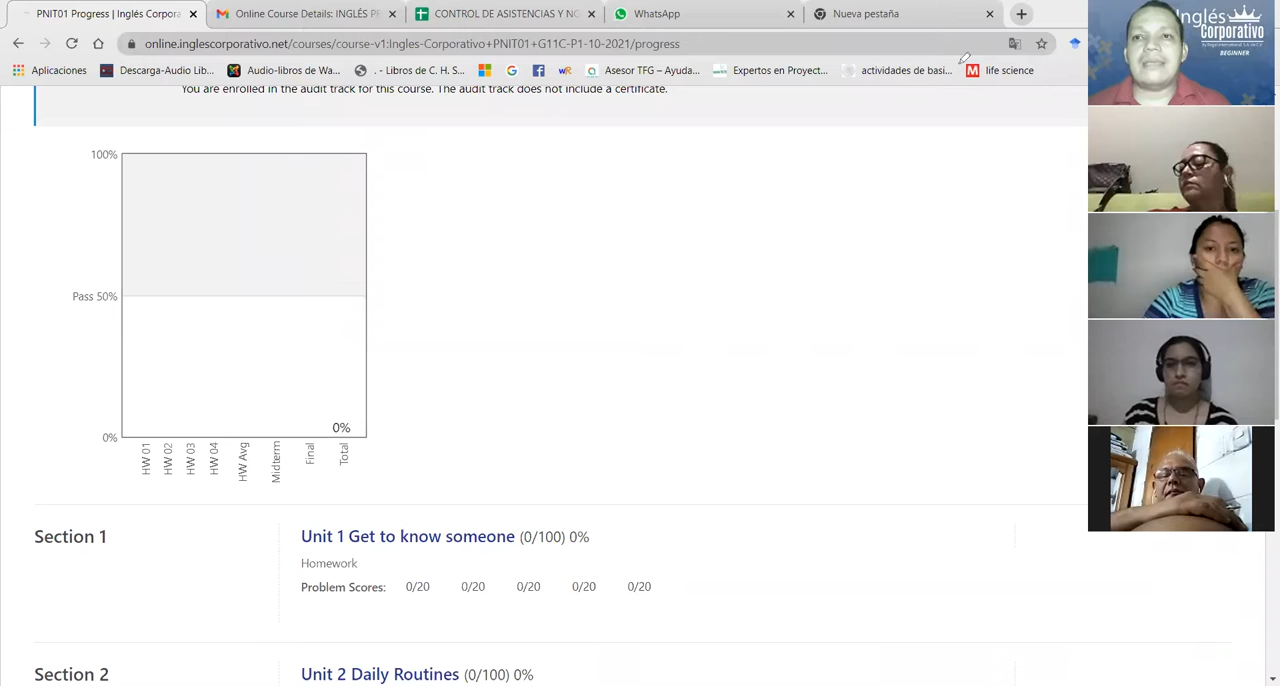 PNIT01 Progress | Inglés Corpora
Online Course Details: INGLÉS PR
CONTROL DE ASISTENCIAS Y NO
WhatsApp
Nueva pestaña
online.inglescorporativo.net/courses/course-v1:Ingles-Corporativo+PNIT01+G11C-P1-10-2021/progress
Aplicaciones
Descarga-Audio Lib...
Audio-libros de Wa...
. - Libros de C. H. S...
wR
Asesor TFG – Ayuda...
Expertos en Proyect...
actividades de basi...
M life science
Inglés
Corporativo
BEGINNER
You are enrolled in the audit track for this course. The audit track does not include a certificate.
100%
Pass 50%
0%
0%
HW 01
HW 02
HW 03
HW 04
HW Avg
Midterm
Final
Total
Section 1
Unit 1 Get to know someone (0/100) 0%
Homework
Problem Scores: 0/20 0/20 0/20 0/20 0/20
Section 2
Unit 2 Daily Routines (0/100) 0%